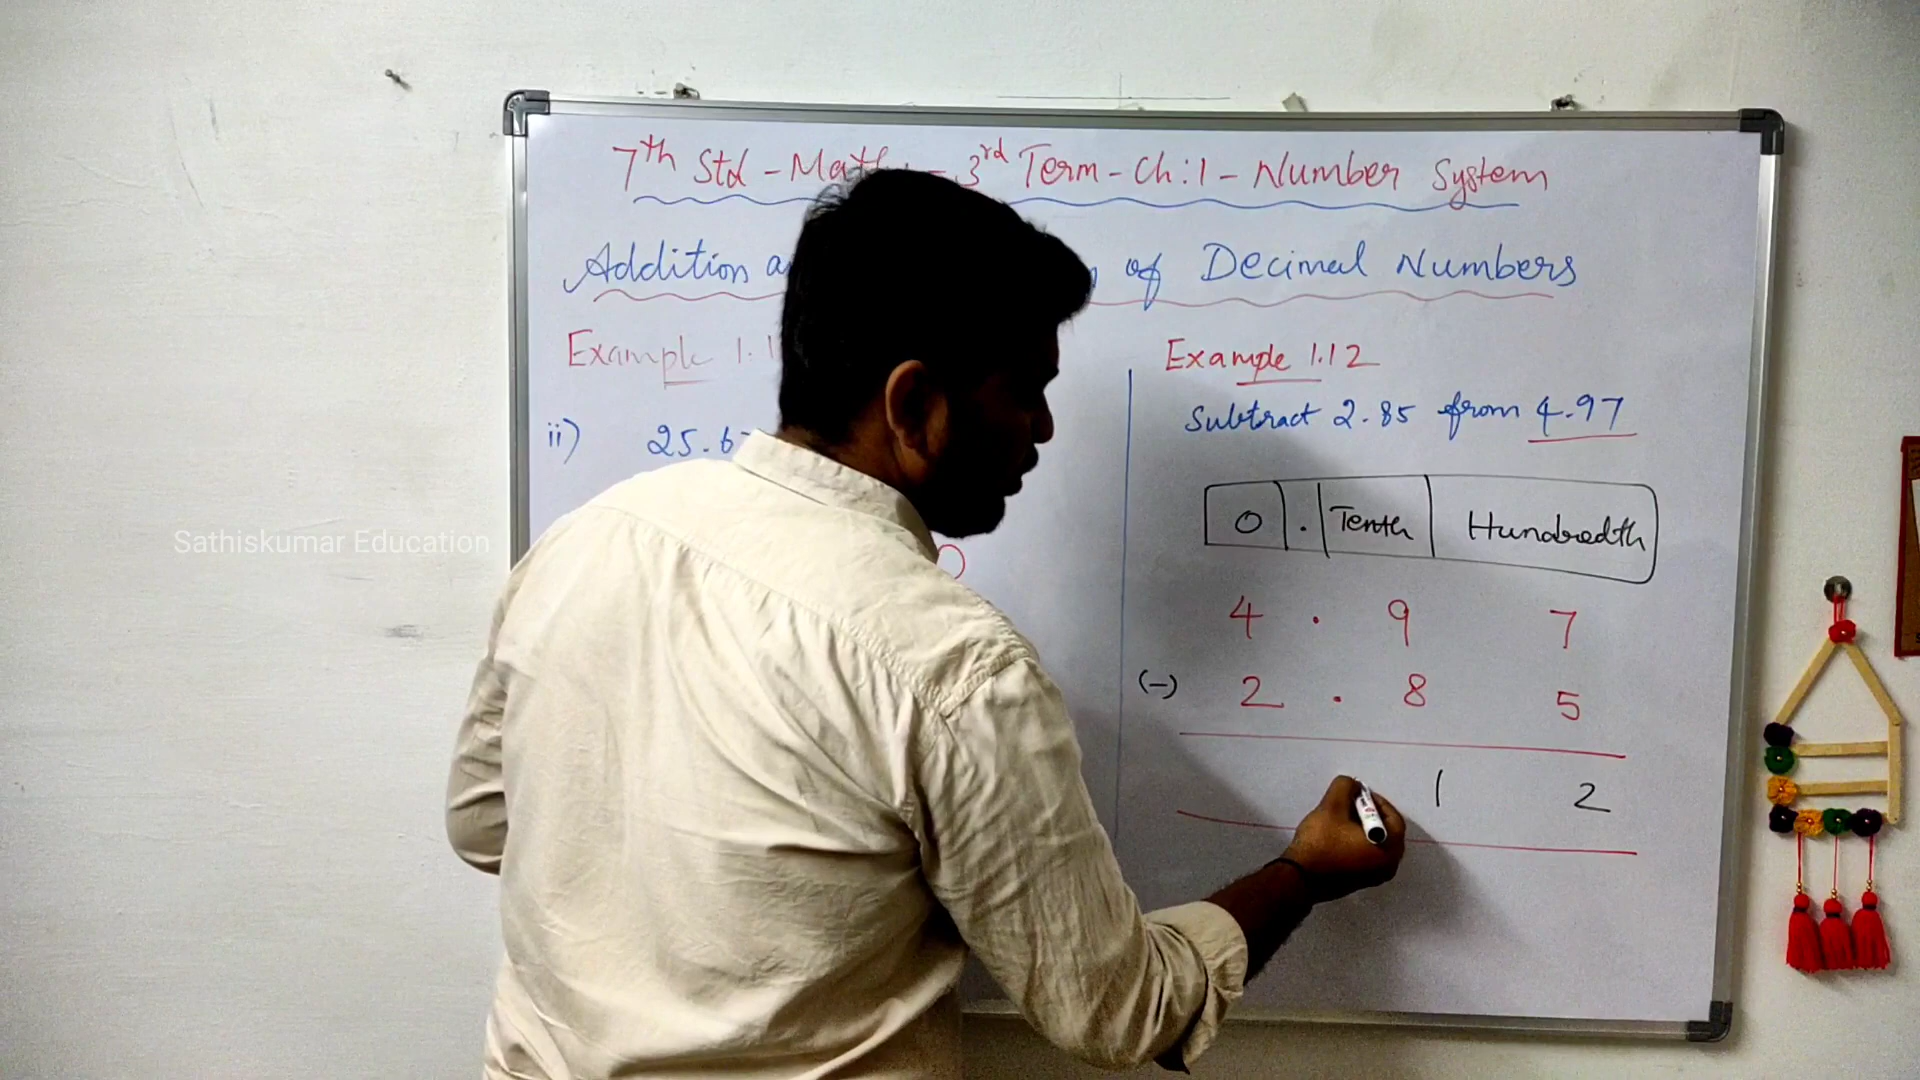 7th Std - Maths - 3rd Term - Ch:1 - Number System
Addition of Decimal Numbers
Example 1.1
ii) 25.6
0
Example 1.12
Subtract 2.85 from 4.97
O . Tenth Hundredth
4 . 9 7
(-) 2 . 8 5
1 2
Sathiskumar Education